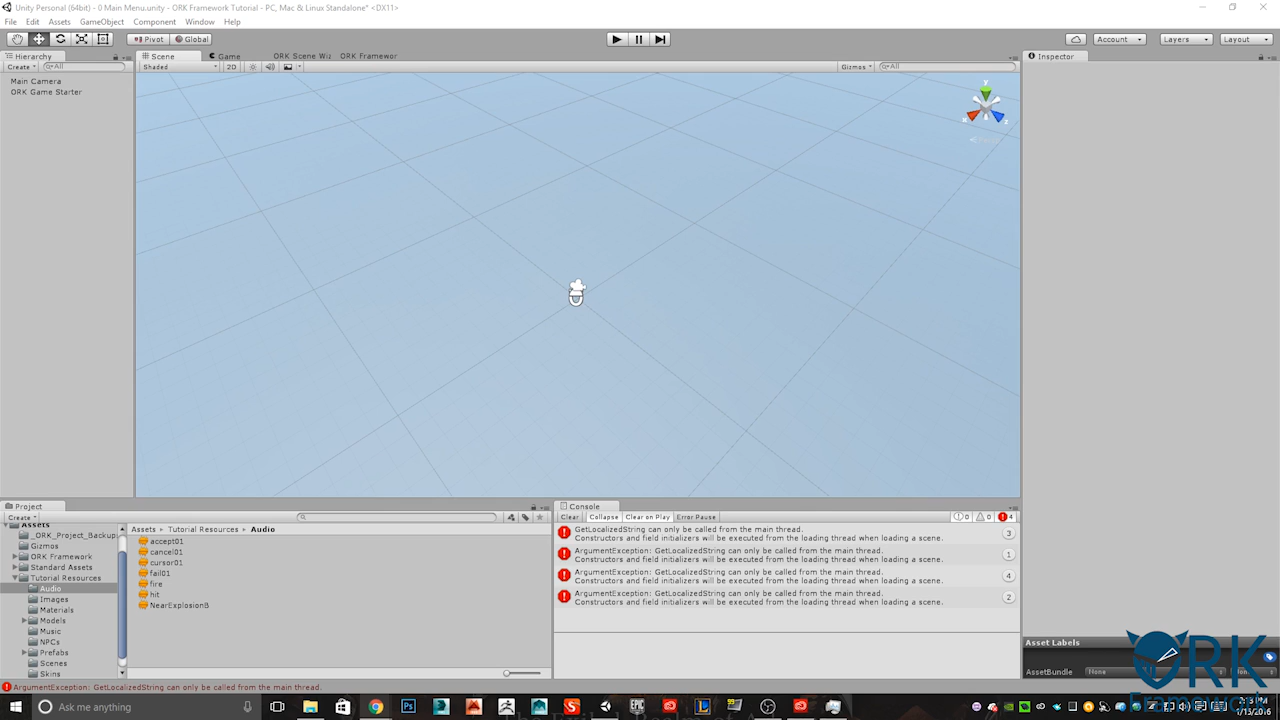 Unity Personal (64bit) - 0 Main Menu.unity - ORK Framework Tutorial - PC, Mac & Linux Standalone* <DX11>
File Edit Assets GameObject Component Window Help
Pivot Global Account Layers Layout
Hierarchy Scene Game ORK Scene Wiz ORK Framewor Inspector
Create All Shaded 2D Gizmos All
Main Camera
ORK Game Starter
y
Project
Create
Assets
_ORK_Project_Backup
Gizmos
ORK Framework
Standard Assets
Tutorial Resources
Audio
Images
Materials
Models
Music
NPCs
Prefabs
Scenes
Skins
Assets Tutorial Resources Audio
accept01
cancel01
cursor01
fail01
fire
hit
NearExplosionB
Console
Clear Collapse Clear on Play Error Pause 0 0 4
GetLocalizedString can only be called from the main thread.
Constructors and field initializers will be executed from the loading thread when loading a scene. 3
ArgumentException: GetLocalizedString can only be called from the main thread.
Constructors and field initializers will be executed from the loading thread when loading a scene. 1
ArgumentException: GetLocalizedString can only be called from the main thread.
Constructors and field initializers will be executed from the loading thread when loading a scene. 4
ArgumentException: GetLocalizedString can only be called from the main thread.
Constructors and field initializers will be executed from the loading thread when loading a scene. 2
Asset Labels
AssetBundle None
ORK
Framework
ArgumentException: GetLocalizedString can only be called from the main thread.
Ask me anything
1/13/2016